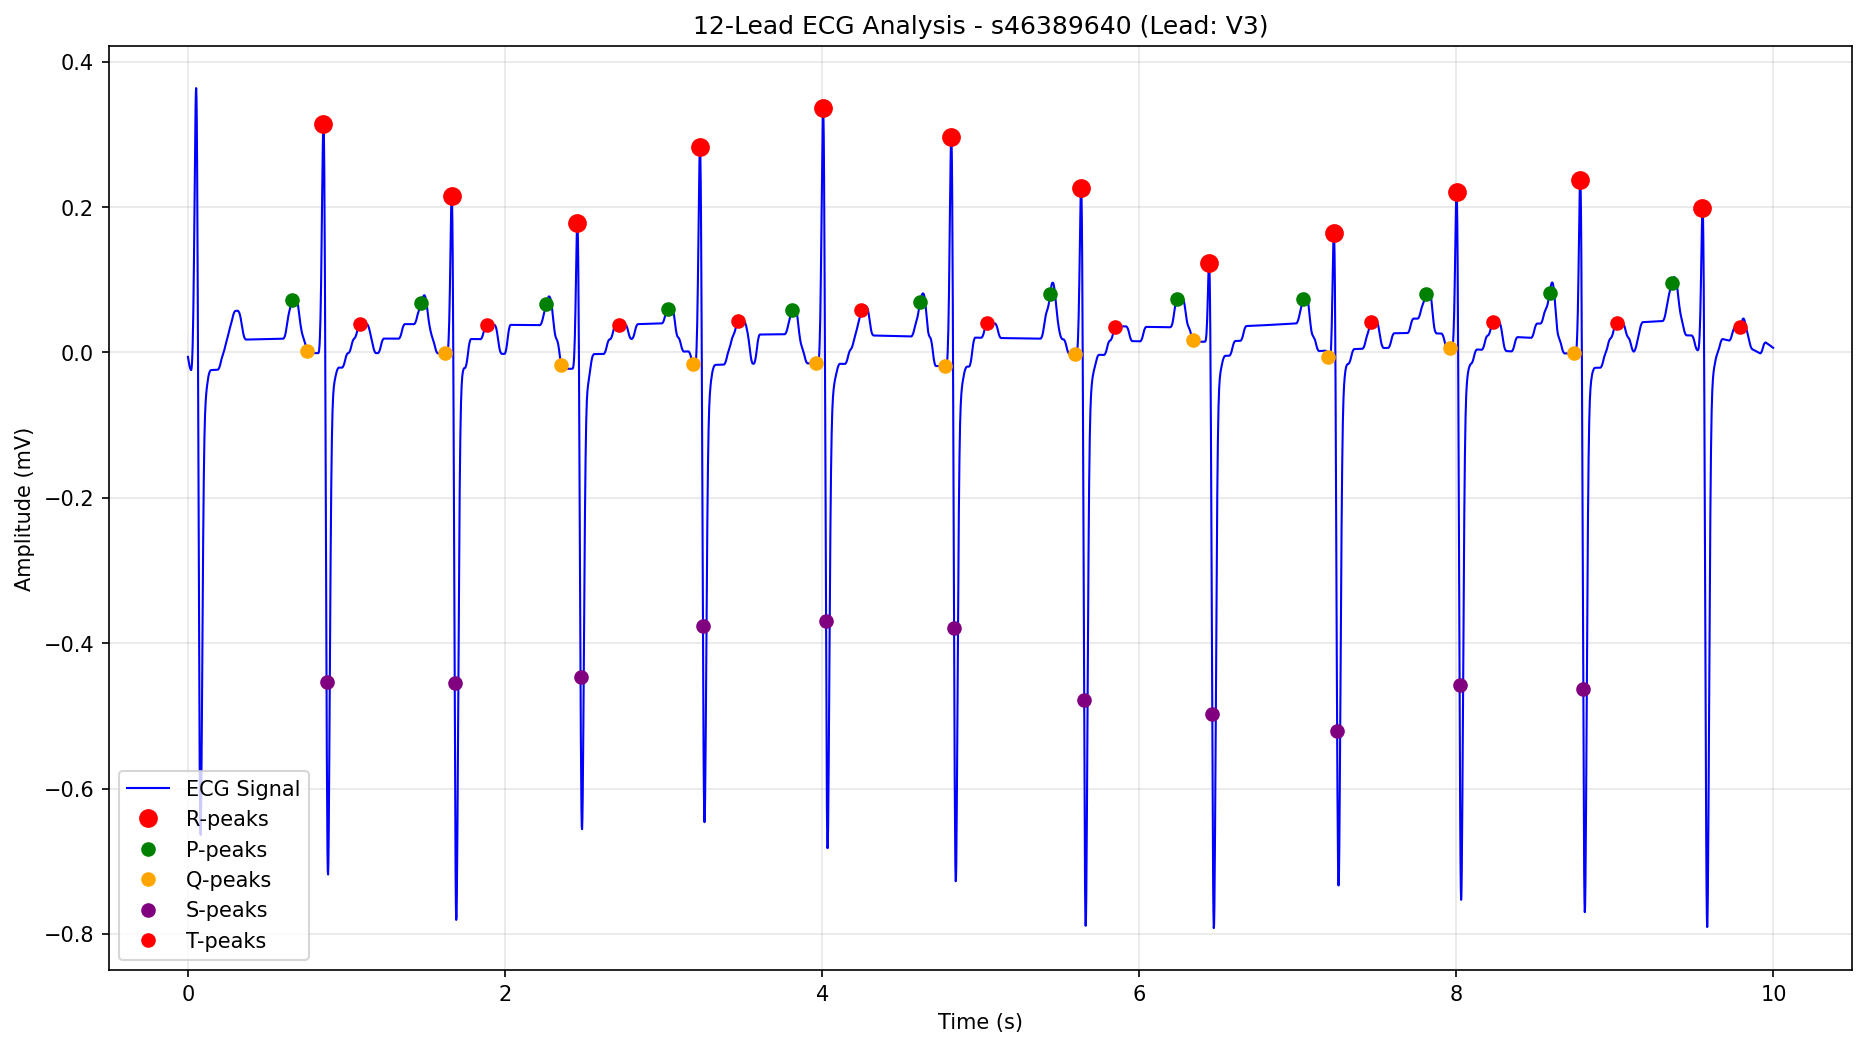 12-Lead ECG Analysis - s46389640 (Lead: V3)
Amplitude (mV)
0.4
0.2
0.0
−0.2
−0.4
−0.6
−0.8
ECG Signal
R-peaks
P-peaks
Q-peaks
S-peaks
T-peaks
0 2 4 6 8 10
Time (s)